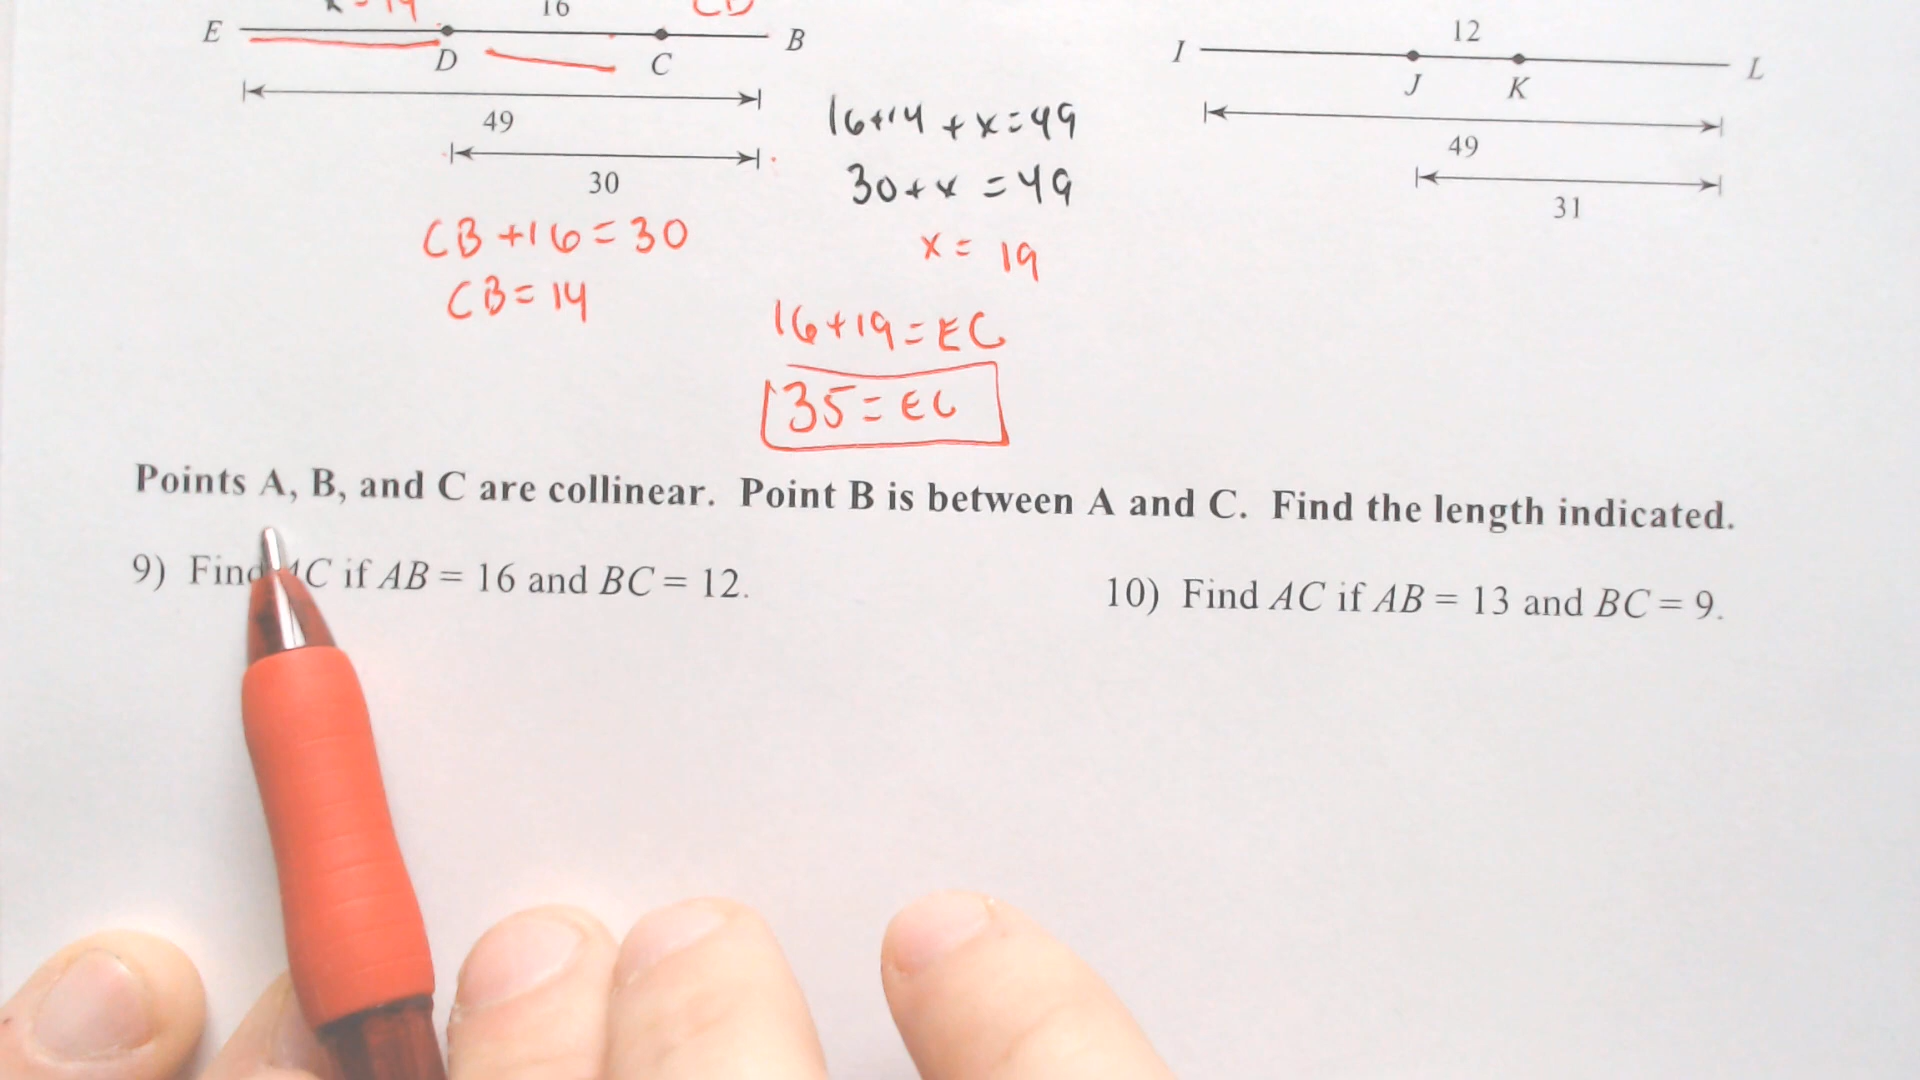 16
E
D
C
B
49
30
CB+16=30
CB=14
16+14+x=49
30+x=49
x=19
16+19=EC
35=EC
12
I
J
K
L
49
31
Points A, B, and C are collinear. Point B is between A and C. Find the length indicated.
9) Find AC if AB = 16 and BC = 12.
10) Find AC if AB = 13 and BC = 9.